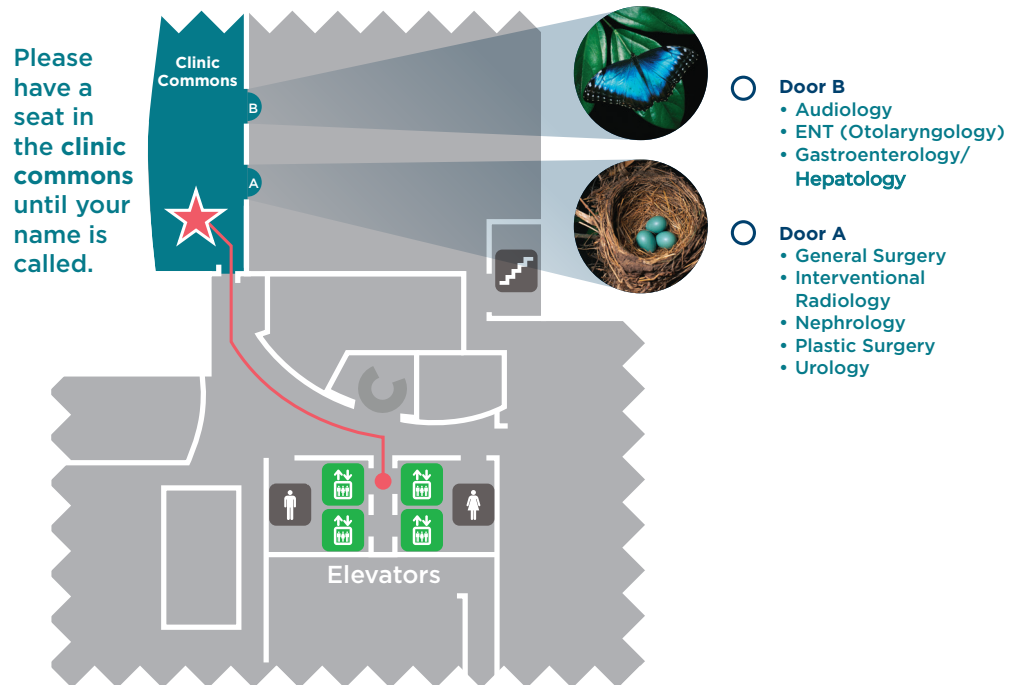 Please
have a
seat in
the clinic
commons
until your
name is
called.
Clinic
Commons
B
A
Door B
• Audiology
• ENT (Otolaryngology)
• Gastroenterology/
Hepatology
Door A
• General Surgery
• Interventional
Radiology
• Nephrology
• Plastic Surgery
• Urology
Elevators